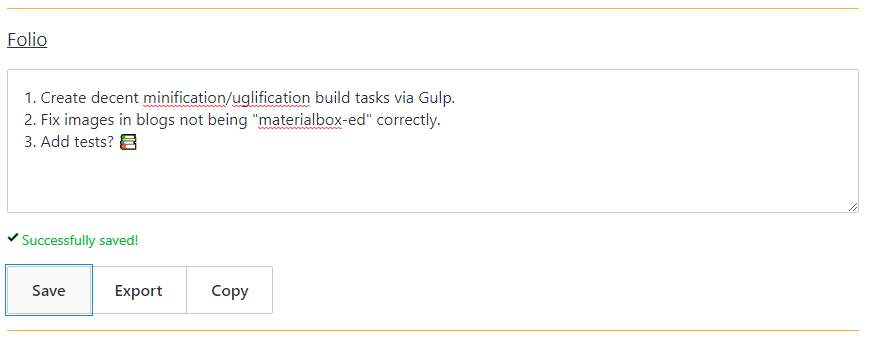 Folio
1. Create decent minification/uglification build tasks via Gulp.
2. Fix images in blogs not being "materialbox-ed" correctly.
3. Add tests? 📚
✔ Successfully saved!
Save Export Copy